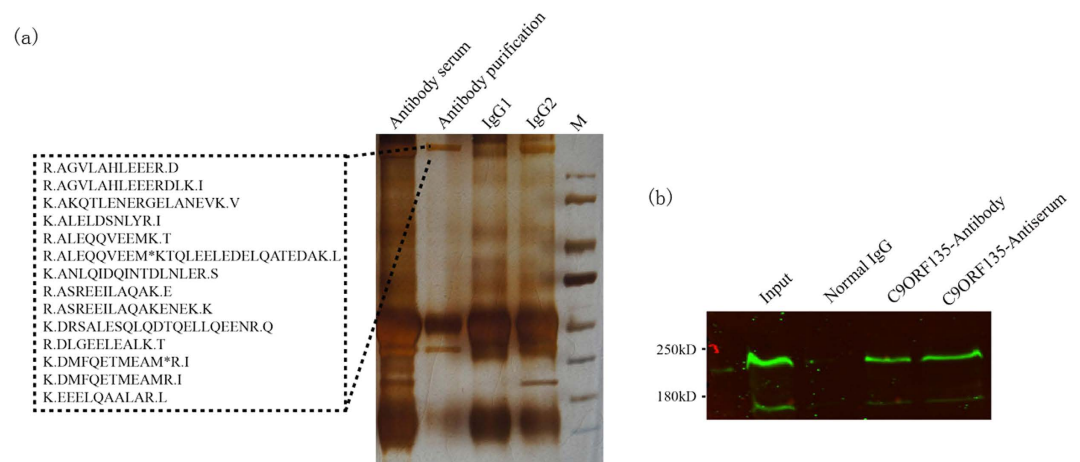 (a)
Antibody serum
Antibody purification
IgG1
IgG2
M
R.AGVLAHLEEER.D
R.AGVLAHLEEERDLK.I
K.AKQTLENERGELANEVK.V
K.ALELDSNLYR.I
R.ALEQQVEEMK.T
R.ALEQQVEEM*KTQLEELEDELQATEDAK.L
K.ANLQIDQINTDLNLER.S
R.ASREEILAQAK.E
R.ASREEILAQAKENEK.K
K.DRSALESQLQDTQELLQEENR.Q
R.DLGEELEALK.T
K.DMFQETMEAM*R.I
K.DMFQETMEAMR.I
K.EEELQAALAR.L
(b)
Input
Normal IgG
C9ORF135-Antibody
C9ORF135-Antiserum
250kD
180kD